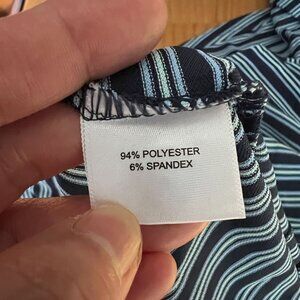 94% POLYESTER
6% SPANDEX